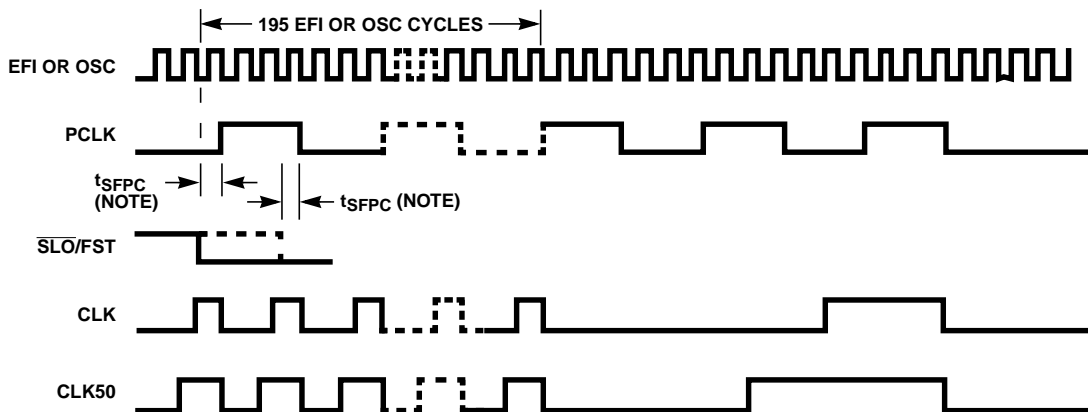 195 EFI OR OSC CYCLES
EFI OR OSC
PCLK
tSFPC
(NOTE)
tSFPC (NOTE)
SLO/FST
CLK
CLK50